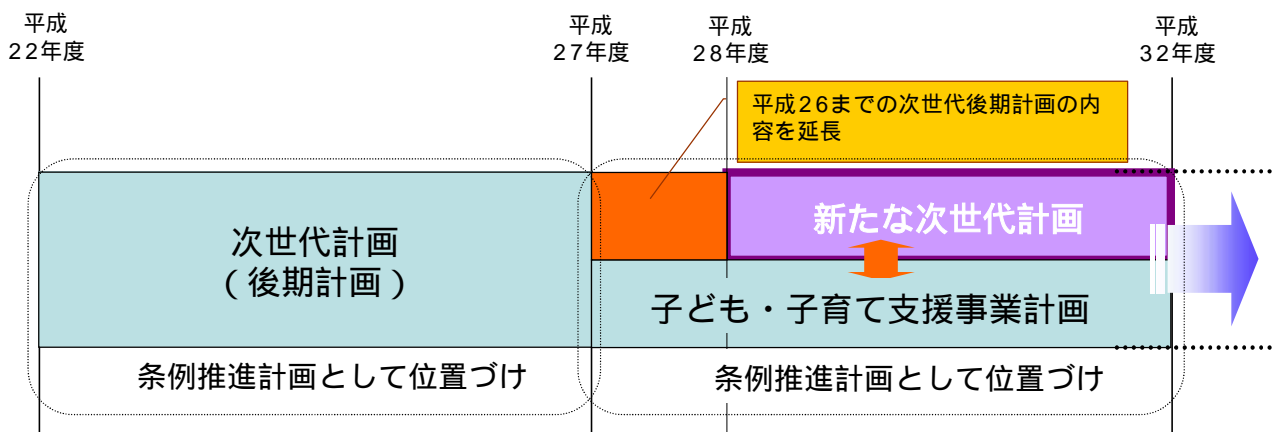 平成
22年度
平成
27年度
平成
28年度
平成
32年度
平成26までの次世代後期計画の内
容を延長
次世代計画
(後期計画)
新たな次世代計画
子ども・子育て支援事業計画
条例推進計画として位置づけ
条例推進計画として位置づけ